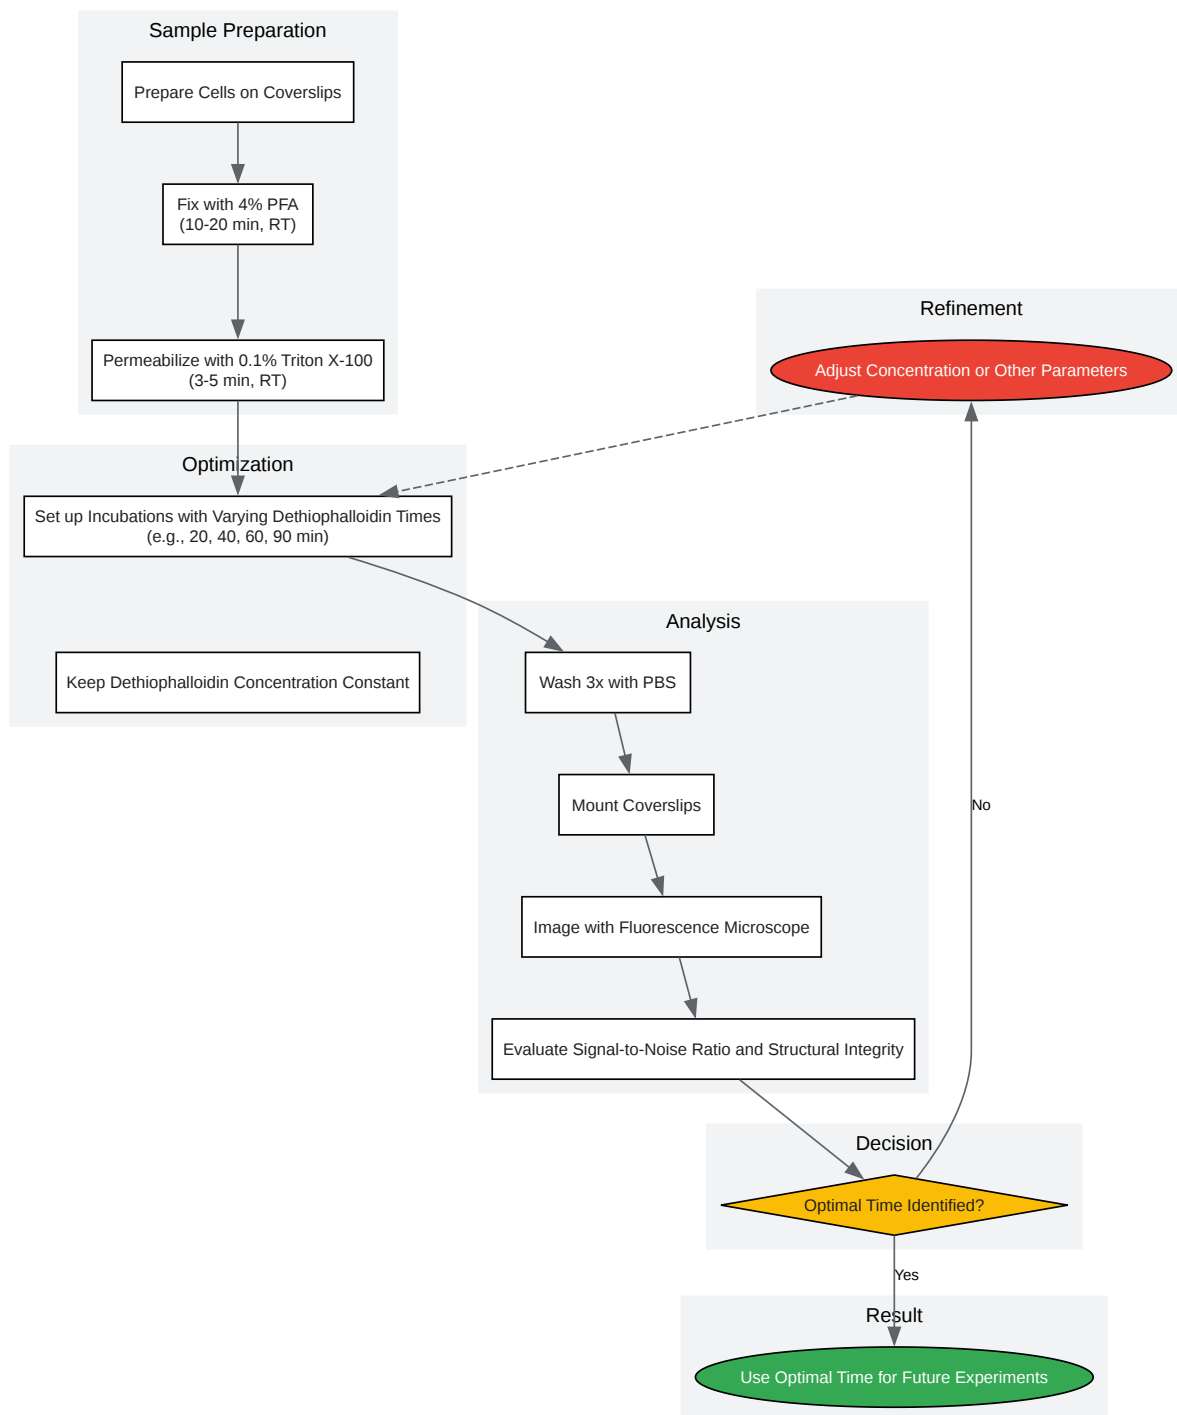 Sample Preparation
Prepare Cells on Coverslips
Fix with 4% PFA
(10-20 min, RT)
Permeabilize with 0.1% Triton X-100
(3-5 min, RT)
Refinement
Adjust Concentration or Other Parameters
Optimization
Set up Incubations with Varying Dethiophalloidin Times
(e.g., 20, 40, 60, 90 min)
Keep Dethiophalloidin Concentration Constant
Analysis
Wash 3x with PBS
Mount Coverslips
No
Image with Fluorescence Microscope
Evaluate Signal-to-Noise Ratio and Structural Integrity
Decision
Optimal Time Identified?
Yes
Result
Use Optimal Time for Future Experiments